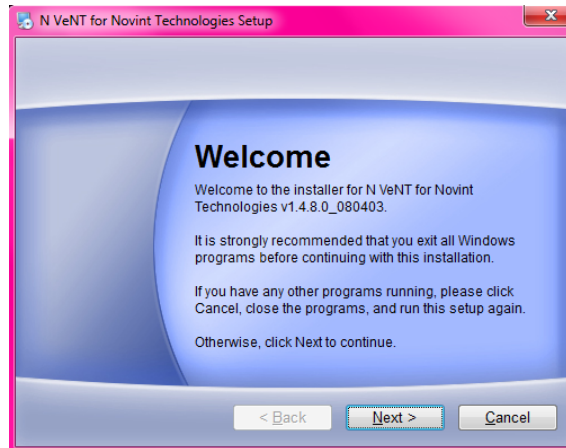 N VeNT for Novint Technologies Setup
Welcome
Welcome to the installer for N VeNT for Novint
Technologies v1.4.8.0_080403.
It is strongly recommended that you exit all Windows
programs before continuing with this installation.
If you have any other programs running, please click
Cancel, close the programs, and run this setup again.
Otherwise, click Next to continue.
< Back
Next >
Cancel